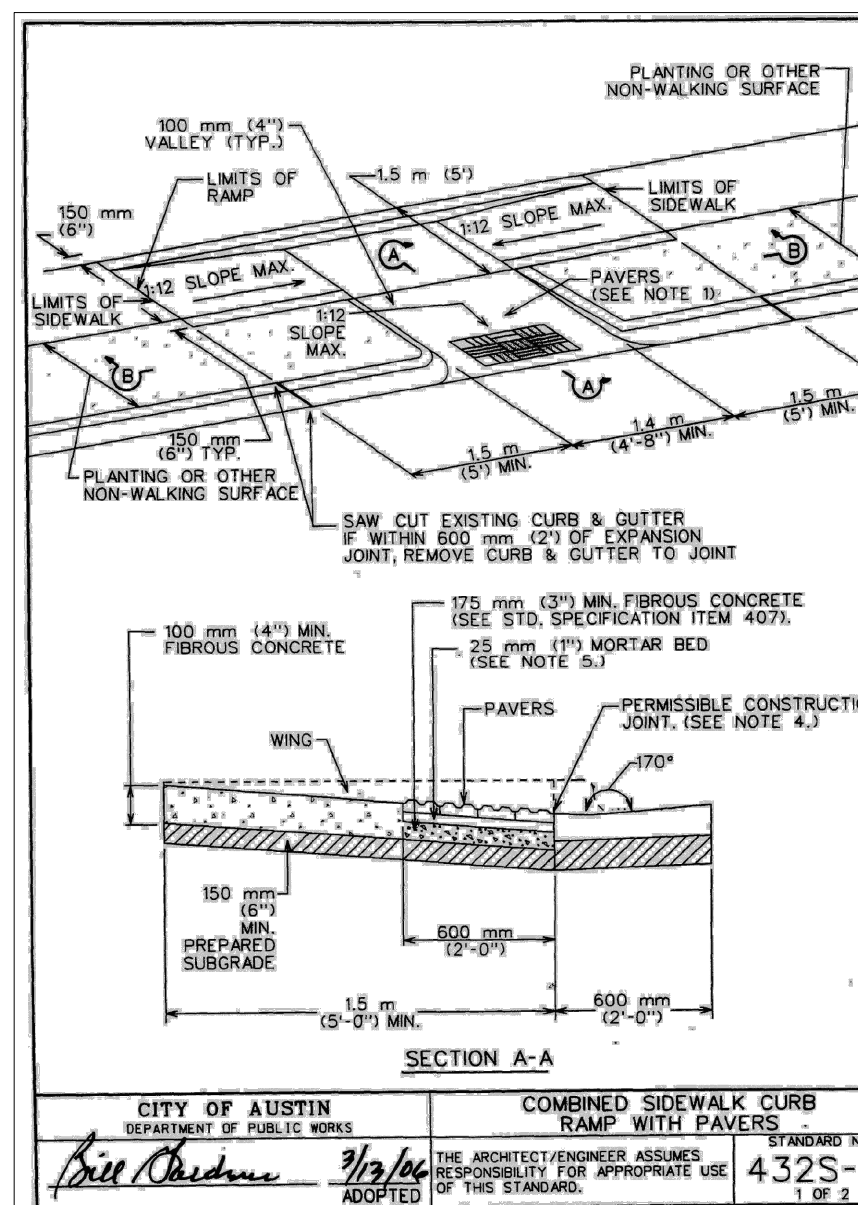 PLANTING OR OTHER
NON-WALKING SURFACE
100 mm (4")
VALLEY (TYP.)
LIMITS OF
RAMP
1.5 m (5')
LIMITS OF
SIDEWALK
150 mm
(6")
1:12 SLOPE MAX.
A
B
1:12 SLOPE MAX.
PAVERS
(SEE NOTE 1)
LIMITS OF
SIDEWALK
1:12
SLOPE
MAX.
B
A
150 mm
(6") TYP.
1.5 m
(5') MIN.
1.4 m
(4'-8") MIN.
1.5 m
(5') MIN.
PLANTING OR OTHER
NON-WALKING SURFACE
SAW CUT EXISTING CURB & GUTTER
IF WITHIN 600 mm (2') OF EXPANSION
JOINT, REMOVE CURB & GUTTER TO JOINT
175 mm (3") MIN. FIBROUS CONCRETE
(SEE STD. SPECIFICATION ITEM 407).
100 mm (4") MIN.
FIBROUS CONCRETE
25 mm (1") MORTAR BED
(SEE NOTE 5.)
PAVERS
PERMISSIBLE CONSTRUCTIO
JOINT. (SEE NOTE 4.)
WING
170°
150 mm
(6")
MIN.
PREPARED
SUBGRADE
600 mm
(2'-0")
1.5 m
(5'-0") MIN.
600 mm
(2'-0")
SECTION A-A
CITY OF AUSTIN
DEPARTMENT OF PUBLIC WORKS
COMBINED SIDEWALK CURB
RAMP WITH PAVERS
Bill Gardner 3/13/06
ADOPTED
THE ARCHITECT/ENGINEER ASSUMES
RESPONSIBILITY FOR APPROPRIATE USE
OF THIS STANDARD.
STANDARD N
432S-
1 OF 2